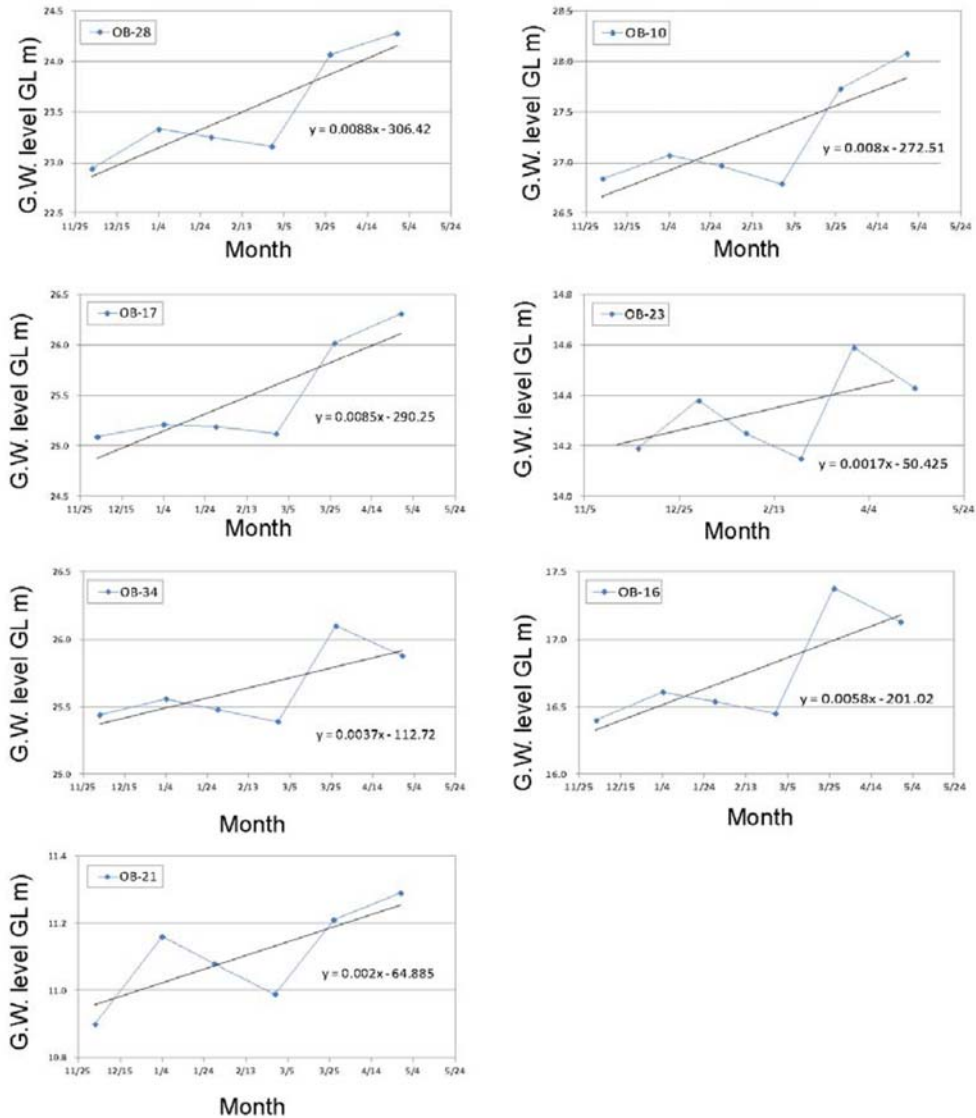 OB-28
G.W. level GL m)
24.5
24.0
23.5
23.0
22.5
y = 0.0088x - 306.42
11/25 12/15 1/4 1/24 2/13 3/5 3/25 4/14 5/4 5/24
Month
OB-10
G.W. level GL m)
28.5
28.0
27.5
27.0
26.5
y = 0.008x - 272.51
11/25 12/15 1/4 1/24 2/13 3/5 3/25 4/14 5/4 5/24
Month
OB-17
G.W. level GL m)
26.5
26.0
25.5
25.0
24.5
y = 0.0085x - 290.25
11/25 12/15 1/4 1/24 2/13 3/5 3/25 4/14 5/4 5/24
Month
OB-23
G.W. level GL m)
14.8
14.6
14.4
14.2
14.0
y = 0.0017x - 50.425
11/5 12/25 2/13 4/4 5/24
Month
OB-34
G.W. level GL m)
26.5
26.0
25.5
25.0
y = 0.0037x - 112.72
11/25 12/15 1/4 1/24 2/13 3/5 3/25 4/14 5/4 5/24
Month
OB-16
G.W. level GL m)
17.5
17.0
16.5
16.0
y = 0.0058x - 201.02
11/25 12/15 1/4 1/24 2/13 3/5 3/25 4/14 5/4 5/24
Month
OB-21
G.W. level GL m)
11.4
11.2
11.0
10.8
y = 0.002x - 64.885
11/25 12/15 1/4 1/24 2/13 3/5 3/25 4/14 5/4 5/24
Month